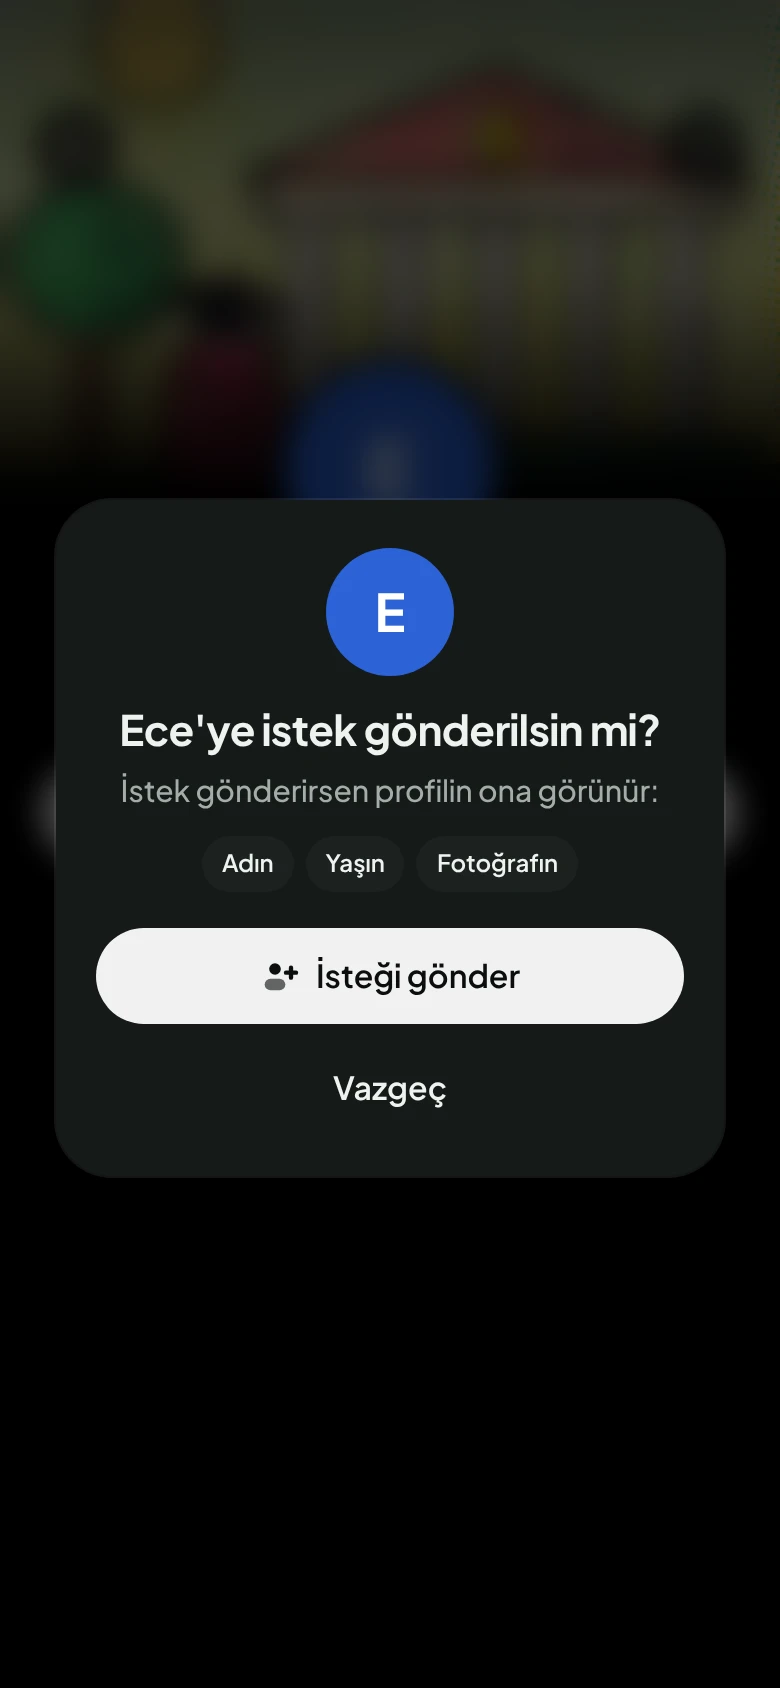 E
Ece'ye istek gönderilsin mi?
İstek gönderirsen profilin ona görünür:
Adın Yaşın Fotoğrafın
İsteği gönder
Vazgeç